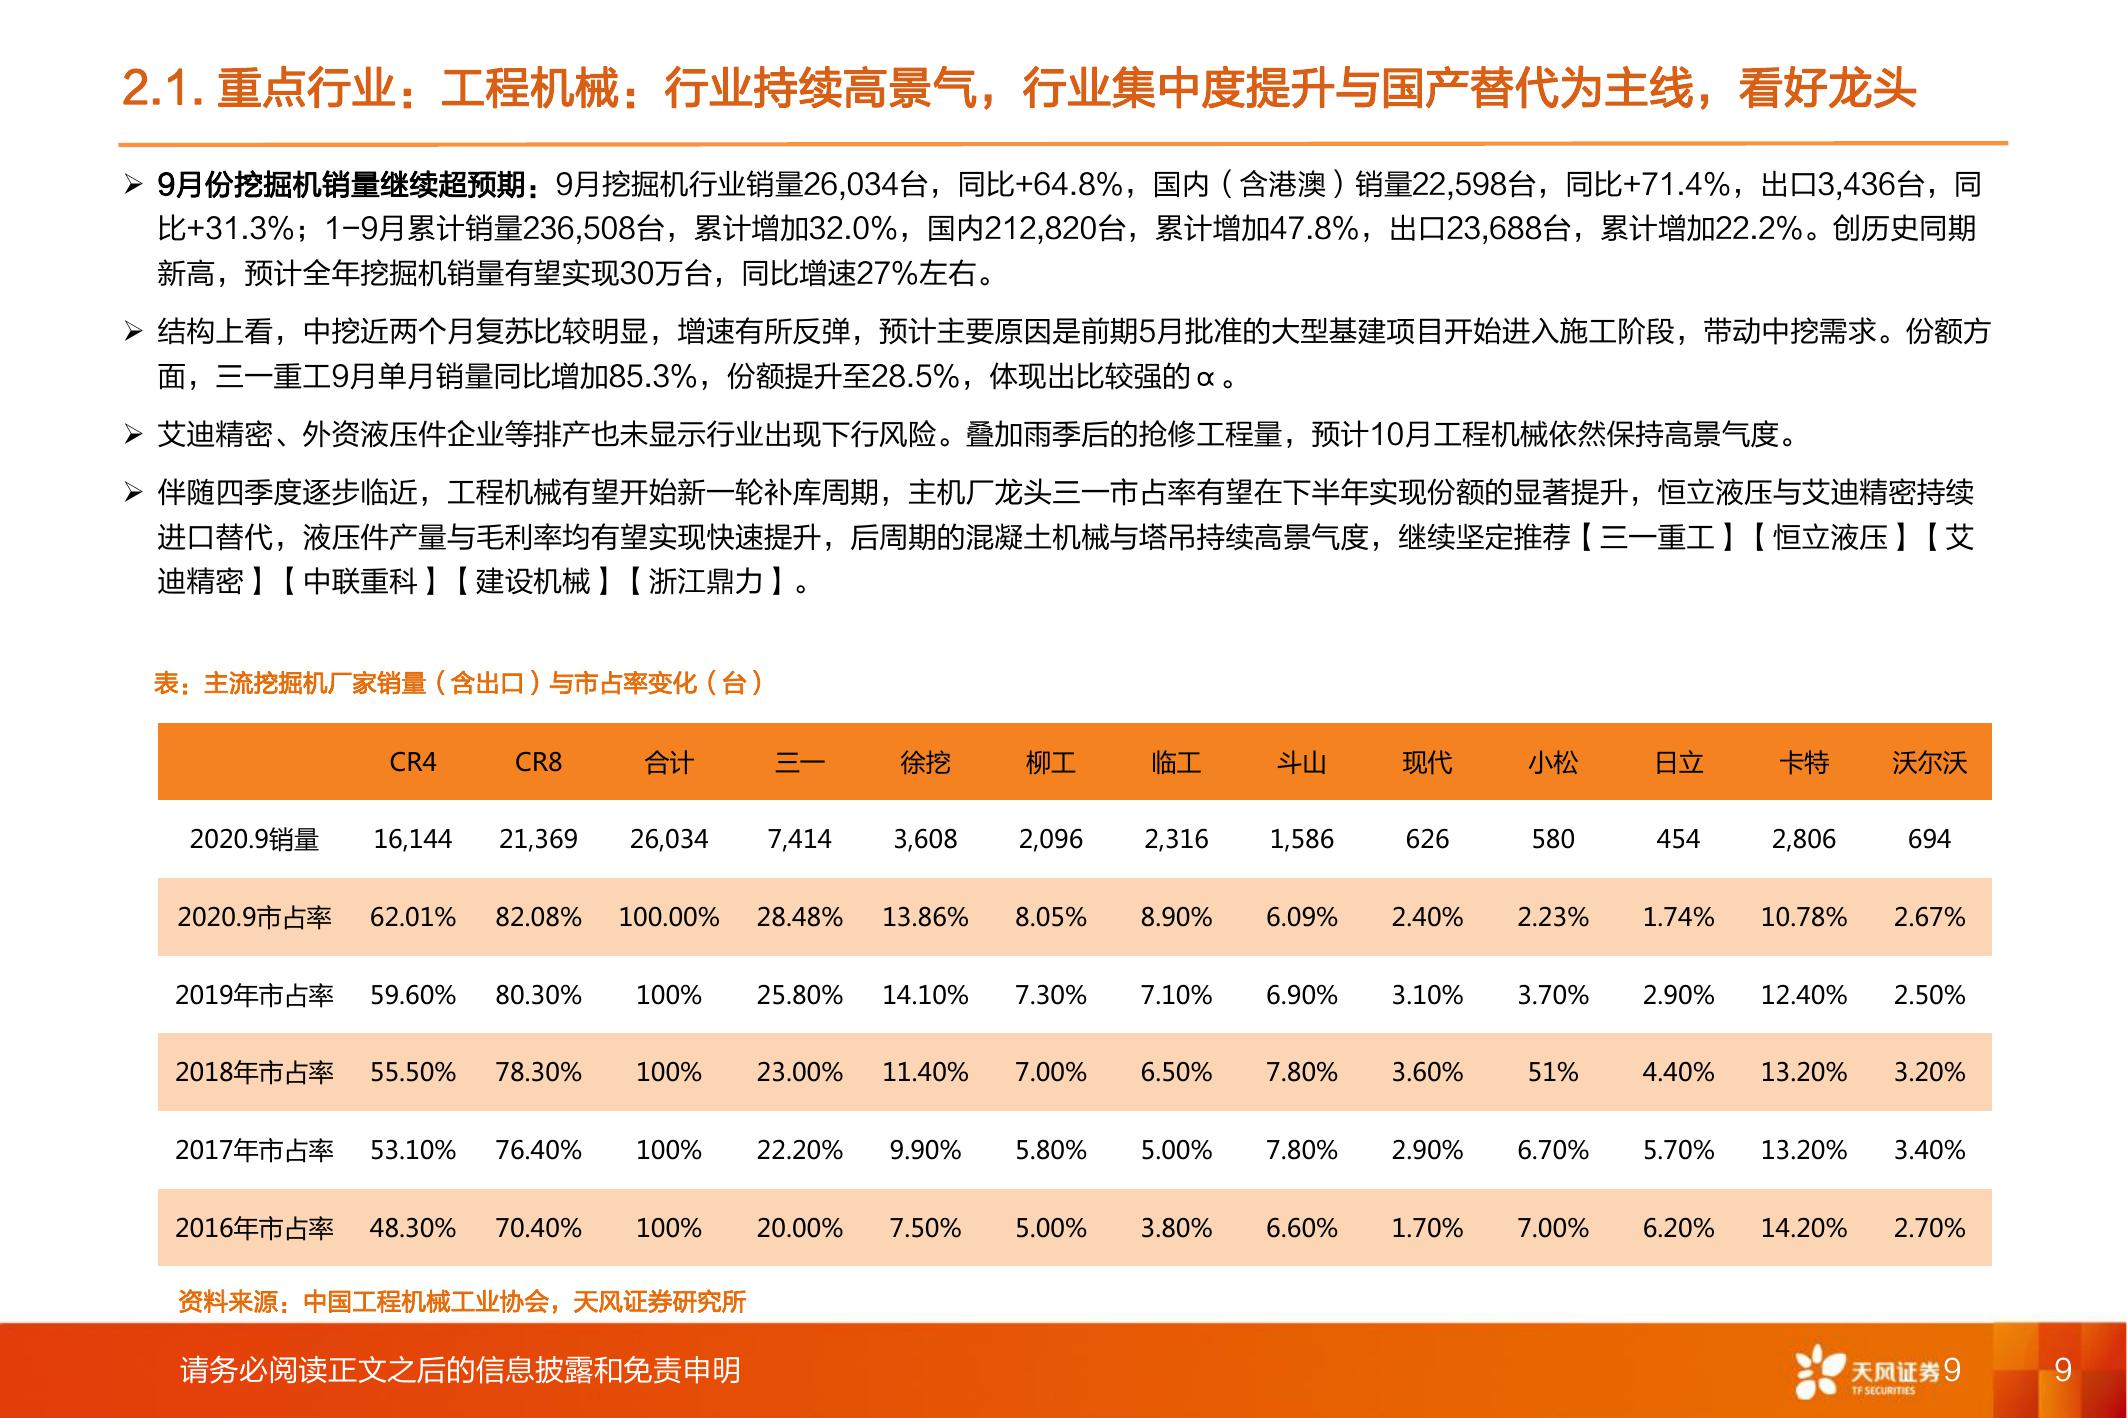 2.1. 重点行业：工程机械：行业持续高景气，行业集中度提升与国产替代为主线，看好龙头
➢ 9月份挖掘机销量继续超预期：9月挖掘机行业销量26,034台，同比+64.8%，国内（含港澳）销量22,598台，同比+71.4%，出口3,436台，同
比+31.3%；1-9月累计销量236,508台，累计增加32.0%，国内212,820台，累计增加47.8%，出口23,688台，累计增加22.2%。创历史同期
新高，预计全年挖掘机销量有望实现30万台，同比增速27%左右。
➢ 结构上看，中挖近两个月复苏比较明显，增速有所反弹，预计主要原因是前期5月批准的大型基建项目开始进入施工阶段，带动中挖需求。份额方
面，三一重工9月单月销量同比增加85.3%，份额提升至28.5%，体现出比较强的α。
➢ 艾迪精密、外资液压件企业等排产也未显示行业出现下行风险。叠加雨季后的抢修工程量，预计10月工程机械依然保持高景气度。
➢ 伴随四季度逐步临近，工程机械有望开始新一轮补库周期，主机厂龙头三一市占率有望在下半年实现份额的显著提升，恒立液压与艾迪精密持续
进口替代，液压件产量与毛利率均有望实现快速提升，后周期的混凝土机械与塔吊持续高景气度，继续坚定推荐【三一重工】【恒立液压】【艾
迪精密】【中联重科】【建设机械】【浙江鼎力】。
表：主流挖掘机厂家销量（含出口）与市占率变化（台）
CR4 CR8 合计 三一 徐挖 柳工 临工 斗山 现代 小松 日立 卡特 沃尔沃
2020.9销量 16,144 21,369 26,034 7,414 3,608 2,096 2,316 1,586 626 580 454 2,806 694
2020.9市占率 62.01% 82.08% 100.00% 28.48% 13.86% 8.05% 8.90% 6.09% 2.40% 2.23% 1.74% 10.78% 2.67%
2019年市占率 59.60% 80.30% 100% 25.80% 14.10% 7.30% 7.10% 6.90% 3.10% 3.70% 2.90% 12.40% 2.50%
2018年市占率 55.50% 78.30% 100% 23.00% 11.40% 7.00% 6.50% 7.80% 3.60% 51% 4.40% 13.20% 3.20%
2017年市占率 53.10% 76.40% 100% 22.20% 9.90% 5.80% 5.00% 7.80% 2.90% 6.70% 5.70% 13.20% 3.40%
2016年市占率 48.30% 70.40% 100% 20.00% 7.50% 5.00% 3.80% 6.60% 1.70% 7.00% 6.20% 14.20% 2.70%
资料来源：中国工程机械工业协会，天风证券研究所
请务必阅读正文之后的信息披露和免责申明
天风证券 9 9
TF SECURITIES